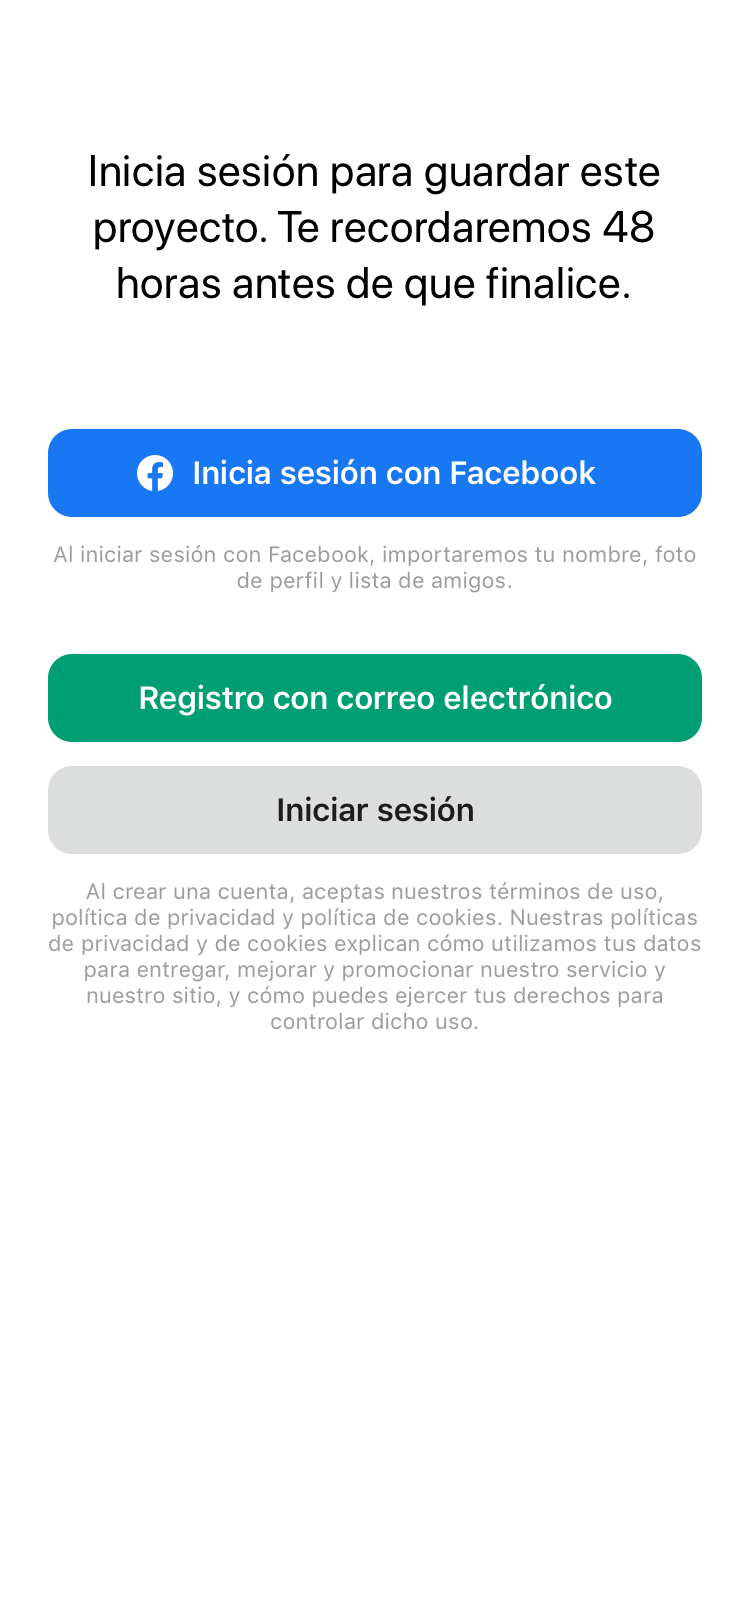 Inicia sesión para guardar este
proyecto. Te recordaremos 48
horas antes de que finalice.
Inicia sesión con Facebook
Al iniciar sesión con Facebook, importaremos tu nombre, foto
de perfil y lista de amigos.
Registro con correo electrónico
Iniciar sesión
Al crear una cuenta, aceptas nuestros términos de uso,
política de privacidad y política de cookies. Nuestras políticas
de privacidad y de cookies explican cómo utilizamos tus datos
para entregar, mejorar y promocionar nuestro servicio y
nuestro sitio, y cómo puedes ejercer tus derechos para
controlar dicho uso.